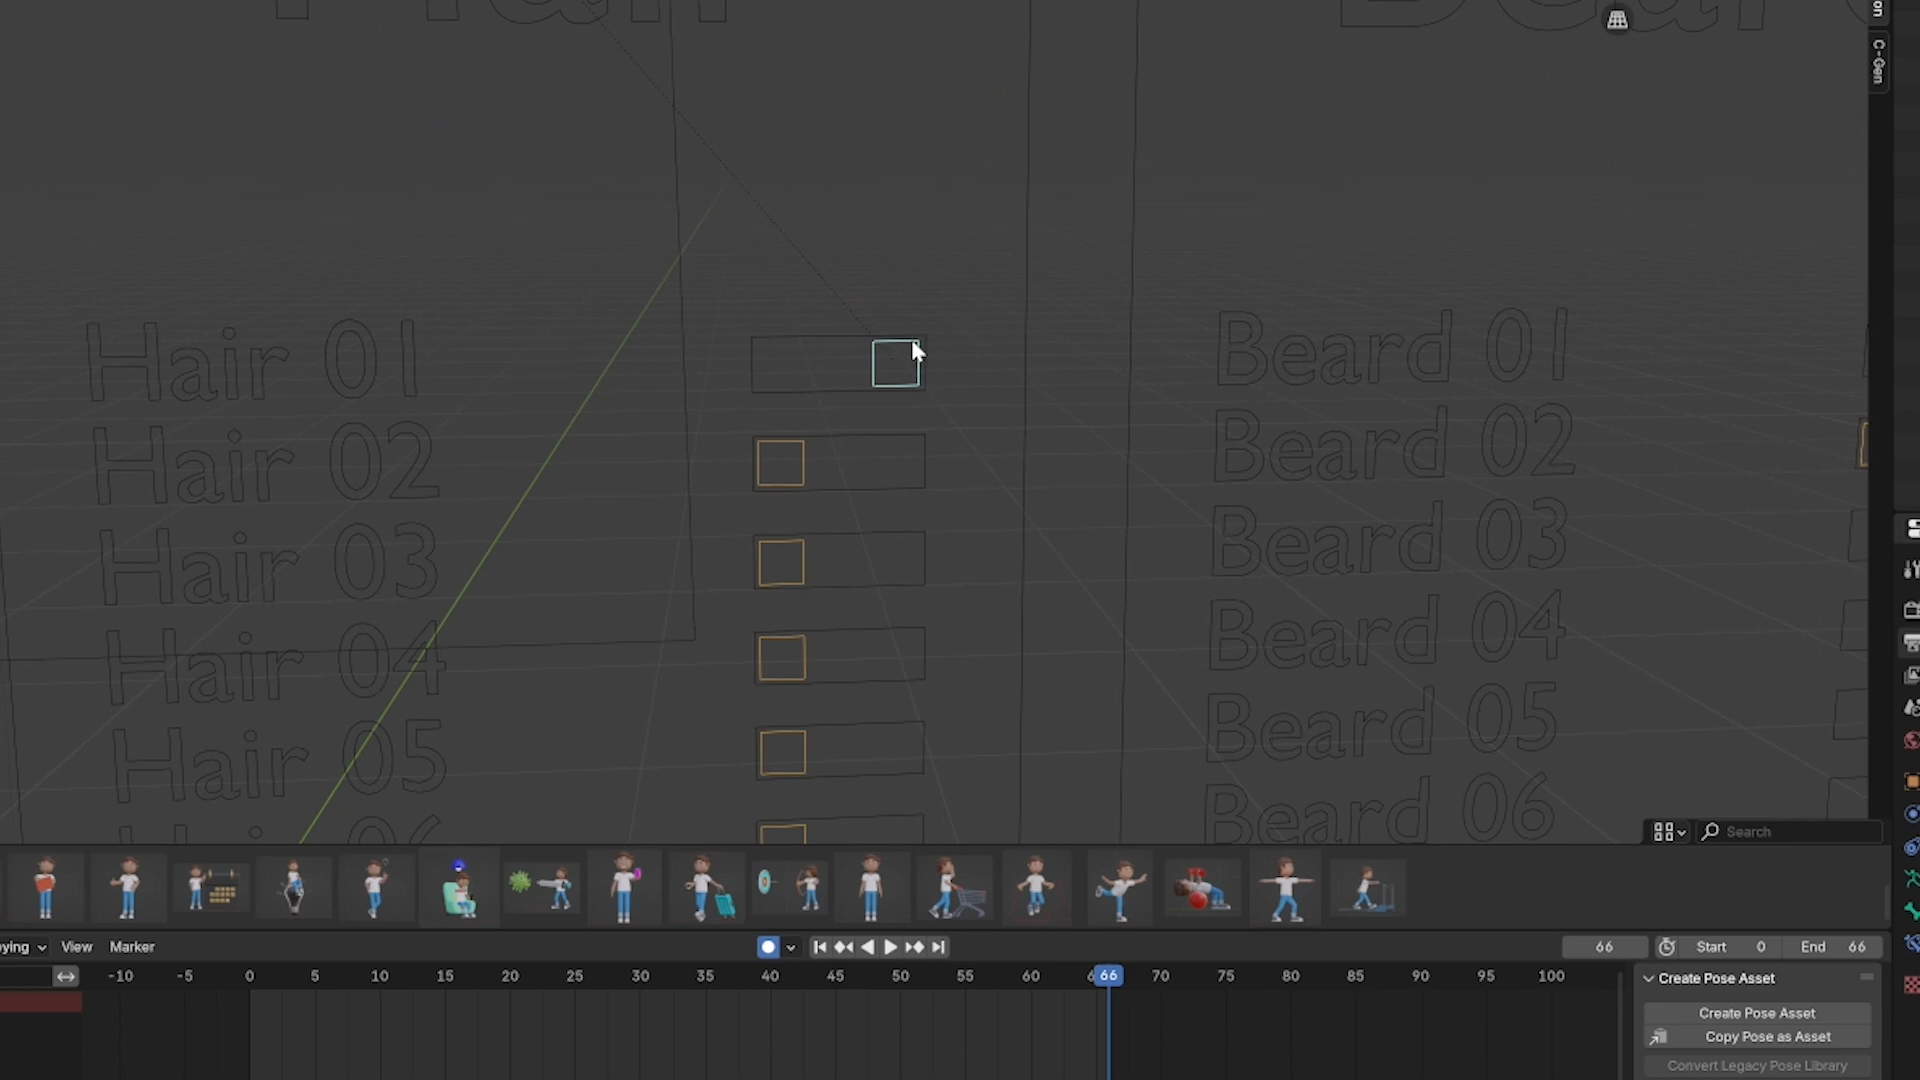 Hair
C-Gen
Hair 01
Beard 01
Hair 02
Beard 02
Hair 03
Beard 03
Hair 04
Beard 04
Hair 05
Beard 05
Beard 06
Search
View Marker
66 Start 0 End 66
-10 -5 0 5 10 15 20 25 30 35 40 45 50 55 60 66 70 75 80 85 90 95 100
Create Pose Asset
Create Pose Asset
Copy Pose as Asset
Convert Legacy Pose Library